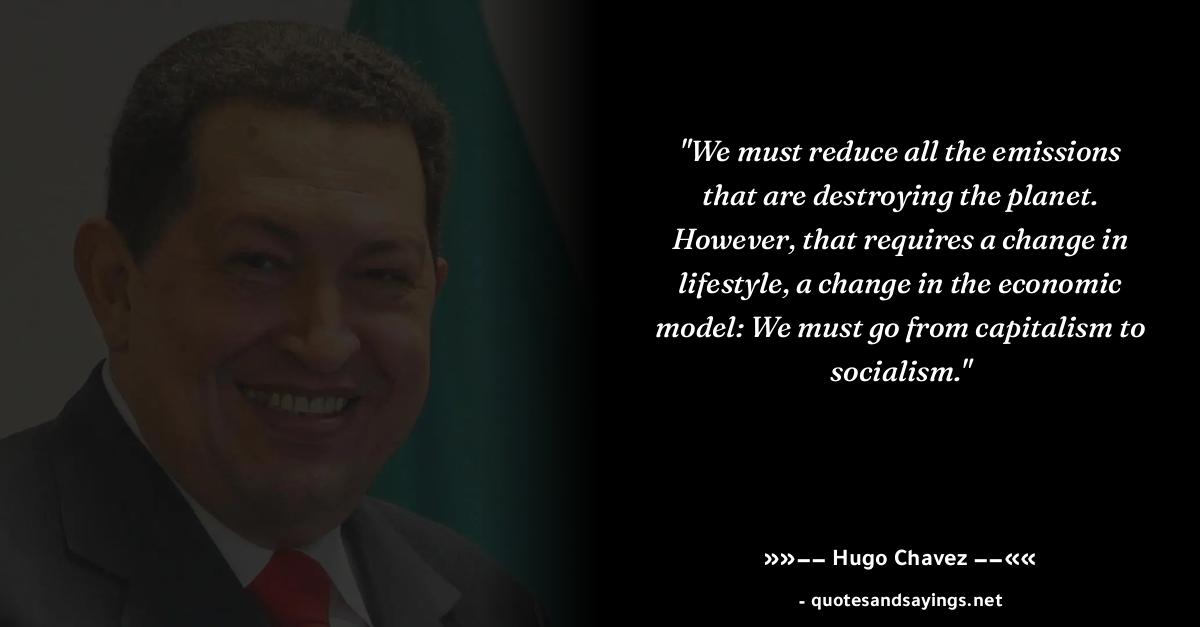 "We must reduce all the emissions
that are destroying the planet.
However, that requires a change in
lifestyle, a change in the economic
model: We must go from capitalism to
socialism."
»»−− Hugo Chavez −−««
- quotesandsayings.net